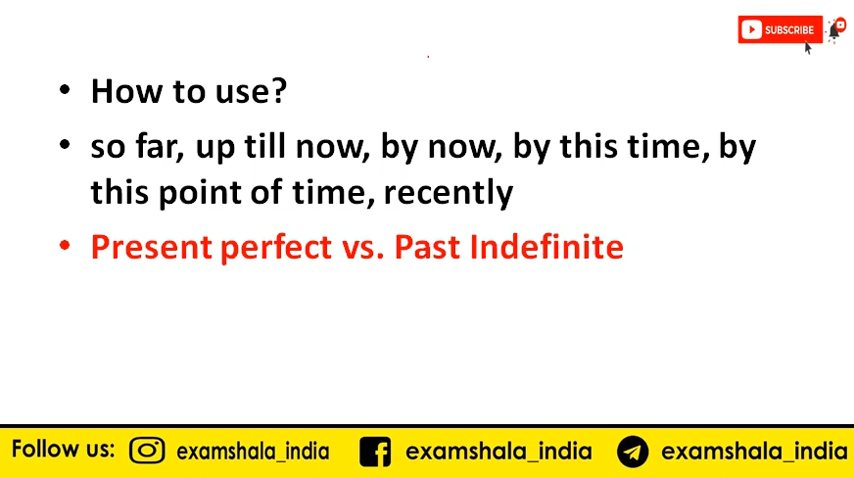 SUBSCRIBE
• How to use?
• so far, up till now, by now, by this time, by
this point of time, recently
• Present perfect vs. Past Indefinite
Follow us: examshala_india examshala_india examshala_india